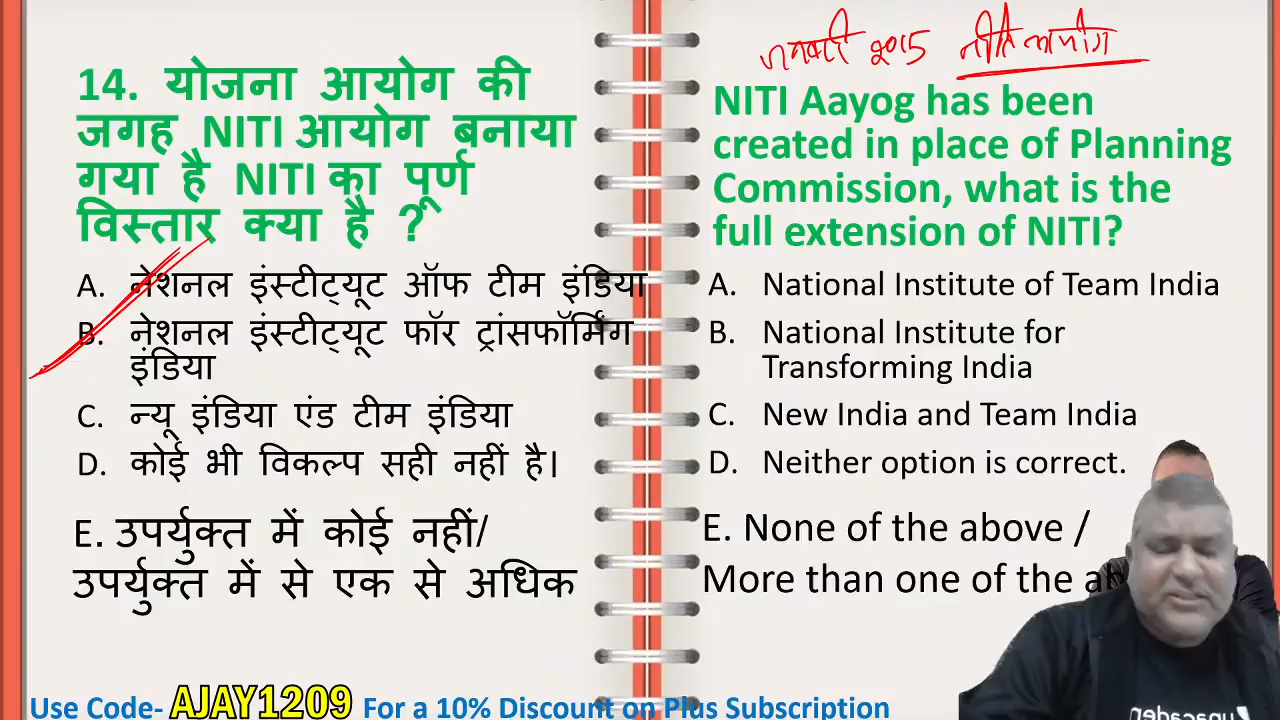 जनवरी 2015 नीति आयोग
14. योजना आयोग की
जगह NITI आयोग बनाया
गया है NITI का पूर्ण
विस्तार क्या है ?
A. नेशनल इंस्टीट्यूट ऑफ टीम इंडिया
B. नेशनल इंस्टीट्यूट फॉर ट्रांसफॉर्मिंग
इंडिया
C. न्यू इंडिया एंड टीम इंडिया
D. कोई भी विकल्प सही नहीं है।
E. उपर्युक्त में कोई नहीं/
उपर्युक्त में से एक से अधिक
NITI Aayog has been
created in place of Planning
Commission, what is the
full extension of NITI?
A. National Institute of Team India
B. National Institute for
Transforming India
C. New India and Team India
D. Neither option is correct.
E. None of the above /
More than one of the
Use Code- AJAY1209 For a 10% Discount on Plus Subscription